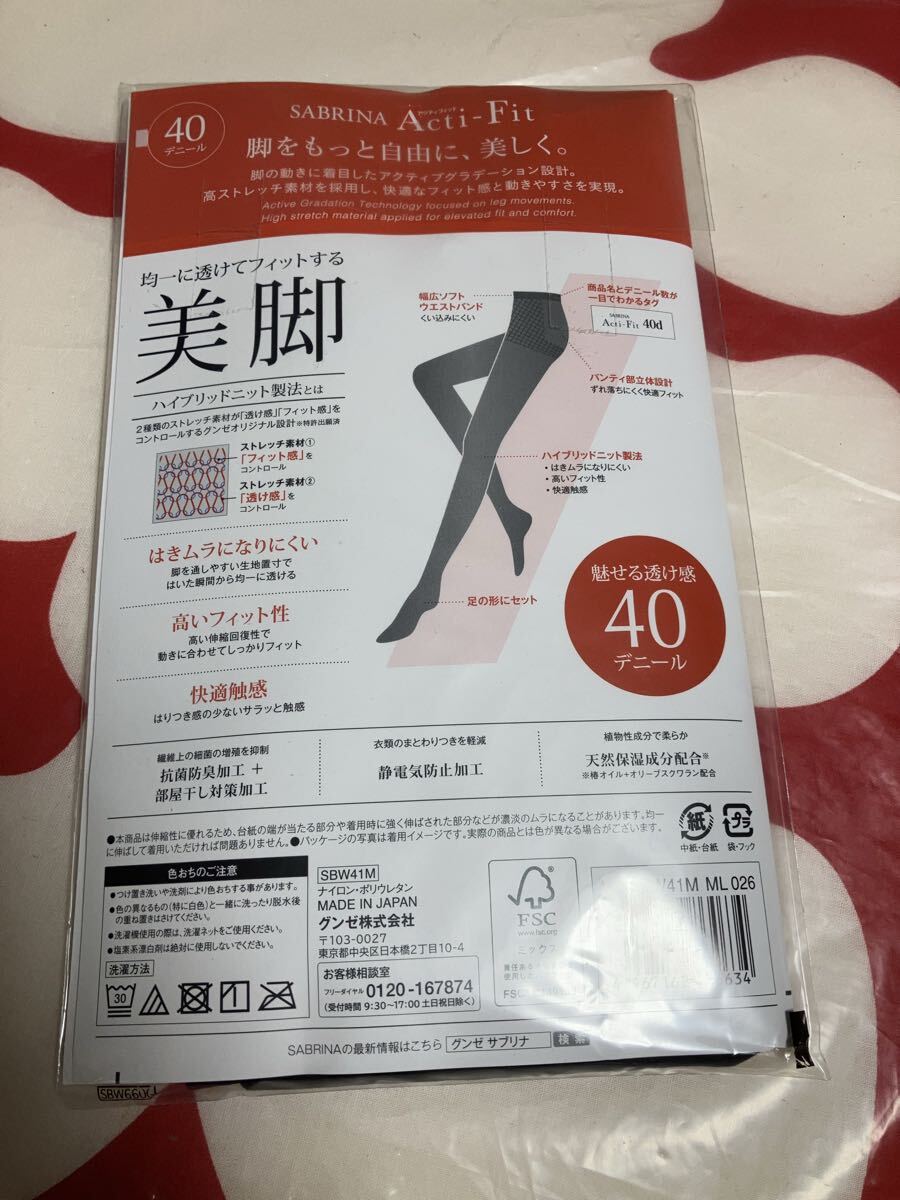 40
デニール
SABRINA Acti-Fit
アクティフィット
脚をもっと自由に、美しく。
脚の動きに着目したアクティブグラデーション設計。
高ストレッチ素材を採用し、快適なフィット感と動きやすさを実現。
Active Gradation Technology focused on leg movements.
High stretch material applied for elevated fit and comfort.
均一に透けてフィットする
美脚
ハイブリッドニット製法とは
2種類のストレッチ素材が「透け感」「フィット感」を
コントロールするグンゼオリジナル設計※特許出願済
ストレッチ素材①
「フィット感」を
コントロール
ストレッチ素材②
「透け感」を
コントロール
はきムラになりにくい
脚を通しやすい生地置寸で
はいた瞬間から均一に透ける
高いフィット性
高い伸縮回復性で
動きに合わせてしっかりフィット
快適触感
はりつき感の少ないサラッと触感
幅広ソフト
ウエストバンド
くい込みにくい
商品名とデニール数が
一目でわかるタグ
SABRINA
Acti-Fit 40d
パンティ部立体設計
ずれ落ちにくく快適フィット
ハイブリッドニット製法
・はきムラになりにくい
・高いフィット性
・快適触感
足の形にセット
魅せる透け感
40
デニール
繊維上の細菌の増殖を抑制
抗菌防臭加工+
部屋干し対策加工
衣類のまとわりつきを軽減
静電気防止加工
植物性成分で柔らか
天然保湿成分配合※
※椿オイル+オリーブスクワラン配合
●本商品は伸縮性に優れるため、台紙の端が当たる部分や着用時に強く伸ばされた部分などが濃淡のムラになることがあります。均一
に伸ばして着用いただければ問題ありません。●パッケージの写真は着用イメージです。実際の商品とは色が異なる場合がございます。
紙
中紙・台紙
プラ
袋・フック
色おちのご注意
●つけ置き洗いや洗剤により色おちする事があります。
●色の異なるもの(特に白色)と一緒に洗ったり脱水後
の重ね置きはさけてください。
●洗濯機使用の際は、洗濯ネットをご使用ください。
●塩素系漂白剤は絶対に使用しないでください。
洗濯方法
30
SBW41M
ナイロン・ポリウレタン
MADE IN JAPAN
グンゼ株式会社
〒103-0027
東京都中央区日本橋2丁目10-4
お客様相談室
フリーダイヤル 0120-167874
(受付時間 9:30~17:00 土日祝日除く)
FSC
www.fsc.org
ミックス
41M ML 026
634
SABRINAの最新情報はこちら グンゼ サブリナ 検索